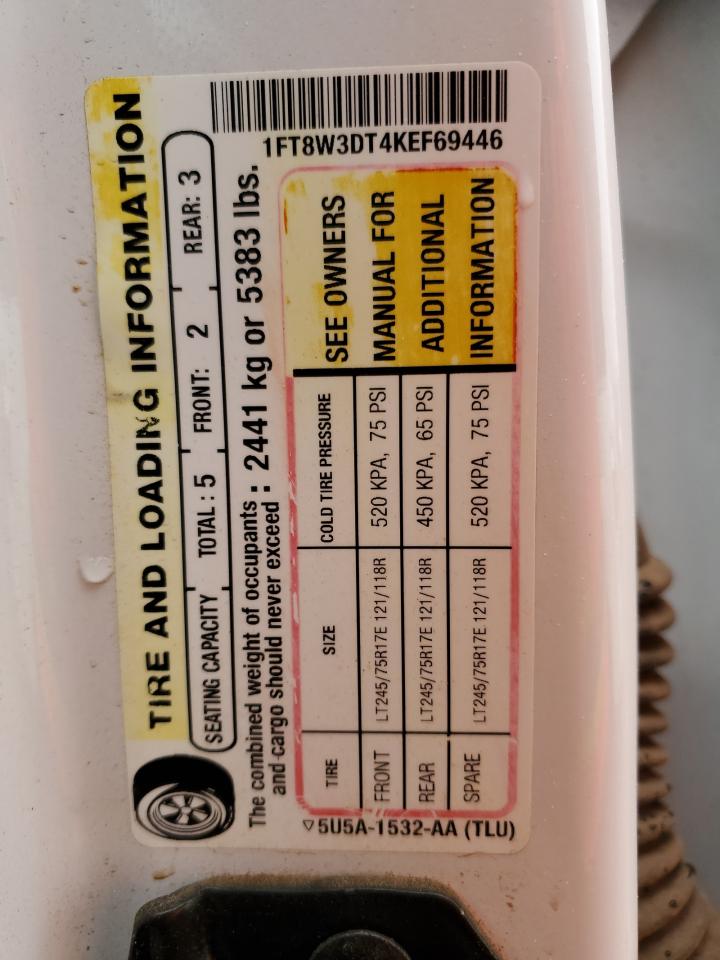 1FT8W3DT4KEF69446
TIRE AND LOADING INFORMATION
SEATING CAPACITY TOTAL : 5 FRONT: 2 REAR: 3
The combined weight of occupants
and cargo should never exceed : 2441 kg or 5383 lbs.
TIRE SIZE COLD TIRE PRESSURE
FRONT LT245/75R17E 121/118R 520 KPA, 75 PSI
REAR LT245/75R17E 121/118R 450 KPA, 65 PSI
SPARE LT245/75R17E 121/118R 520 KPA, 75 PSI
SEE OWNERS
MANUAL FOR
ADDITIONAL
INFORMATION
5U5A-1532-AA (TLU)